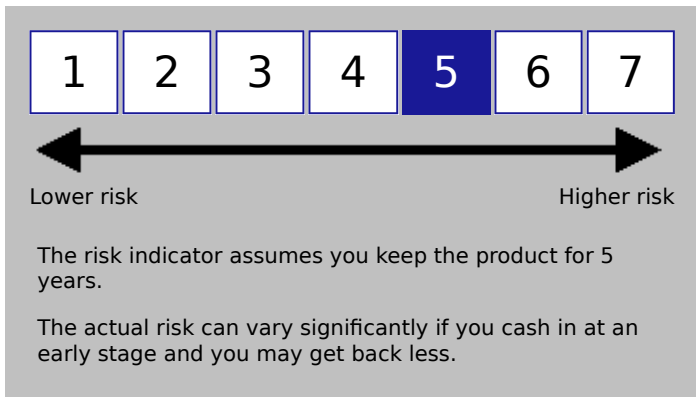 1 2 3 4 5 6 7
Lower risk Higher risk
The risk indicator assumes you keep the product for 5
years.
The actual risk can vary significantly if you cash in at an
early stage and you may get back less.